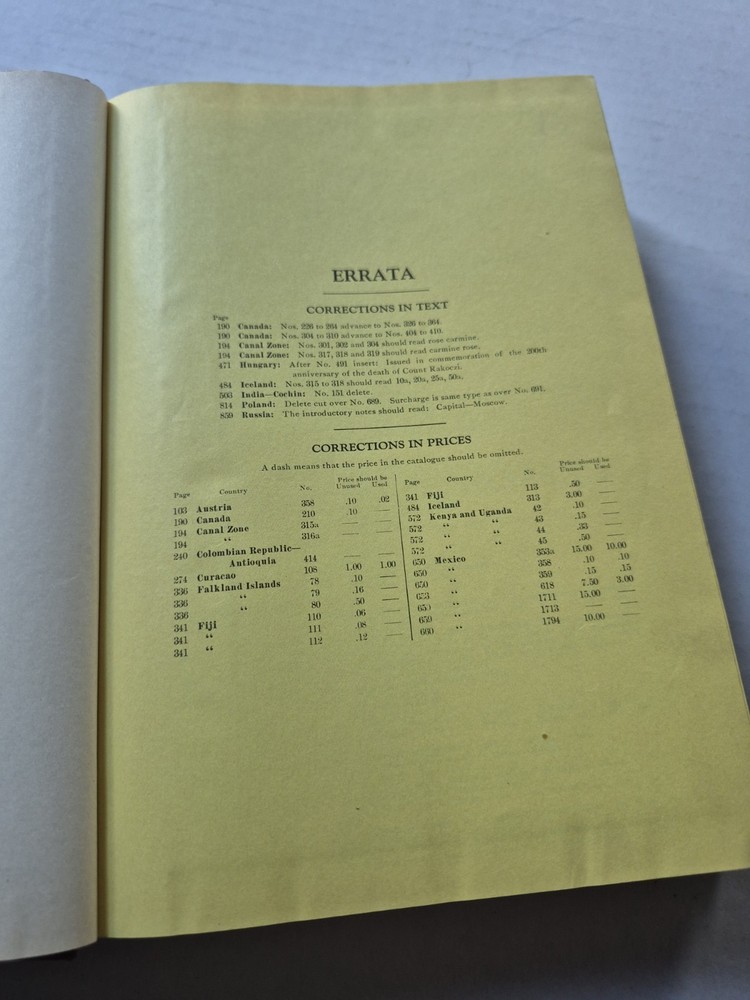 ERRATA
CORRECTIONS IN TEXT
Page
190 Canada: Nos. 226 to 264 advance to Nos. 326 to 364.
190 Canada: Nos. 304 to 310 advance to Nos. 404 to 410.
194 Canal Zone: Nos. 301, 302 and 304 should read rose carmine.
194 Canal Zone: Nos. 317, 318 and 319 should read carmine rose.
471 Hungary: After No. 491 insert: Issued in commemoration of the 200th
anniversary of the death of Count Rakoczi.
484 Iceland: Nos. 315 to 318 should read 10a, 20a, 25a, 50a.
503 India—Cochin: No. 151 delete.
814 Poland: Delete cut over No. 689. Surcharge is same type as over No. 691.
859 Russia: The introductory notes should read: Capital—Moscow.
CORRECTIONS IN PRICES
A dash means that the price in the catalogue should be omitted.
Price should be
Page Country No. Unused Used
103 Austria 358 .10 .02
190 Canada 210 .10 —
194 Canal Zone 315a — —
194 " 316a — —
240 Colombian Republic—
Antioquia 414 — —
274 Curacao 108 1.00 1.00
336 Falkland Islands 78 .10 —
336 " 79 .16 —
336 " 80 .50 —
341 Fiji 110 .06 —
341 " 111 .08 —
341 " 112 .12 —
Price should be
Page Country No. Unused Used
341 Fiji 113 .50 —
484 Iceland 313 3.00 —
572 Kenya and Uganda 42 .10 —
572 " " 43 .15 —
572 " " 44 .33 —
572 " " 45 .50 —
650 Mexico 353a 15.00 10.00
650 " 358 .10 .10
650 " 359 .15 .15
653 " 618 7.50 3.00
" 1711 15.00 —
659 " 1713 — —
660 " 1794 10.00 —